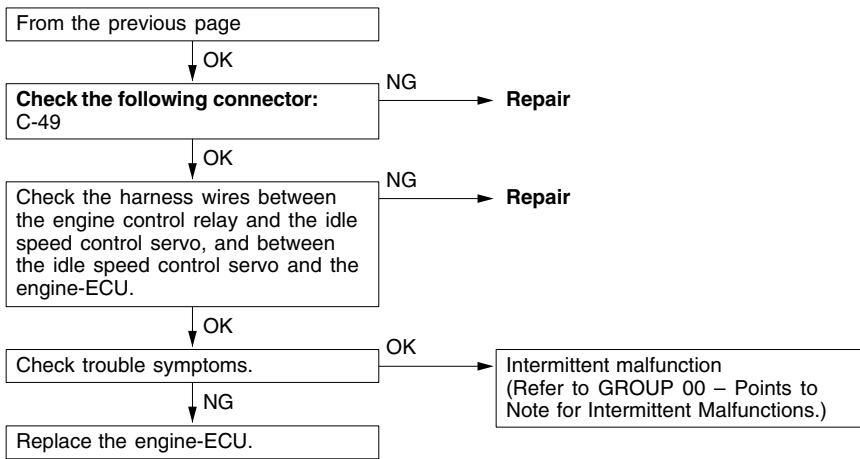 From the previous page
OK
Check the following connector:
C-49
NG
Repair
OK
Check the harness wires between
the engine control relay and the idle
speed control servo, and between
the idle speed control servo and the
engine-ECU.
NG
Repair
OK
Check trouble symptoms.
OK
Intermittent malfunction
(Refer to GROUP 00 – Points to
Note for Intermittent Malfunctions.)
NG
Replace the engine-ECU.